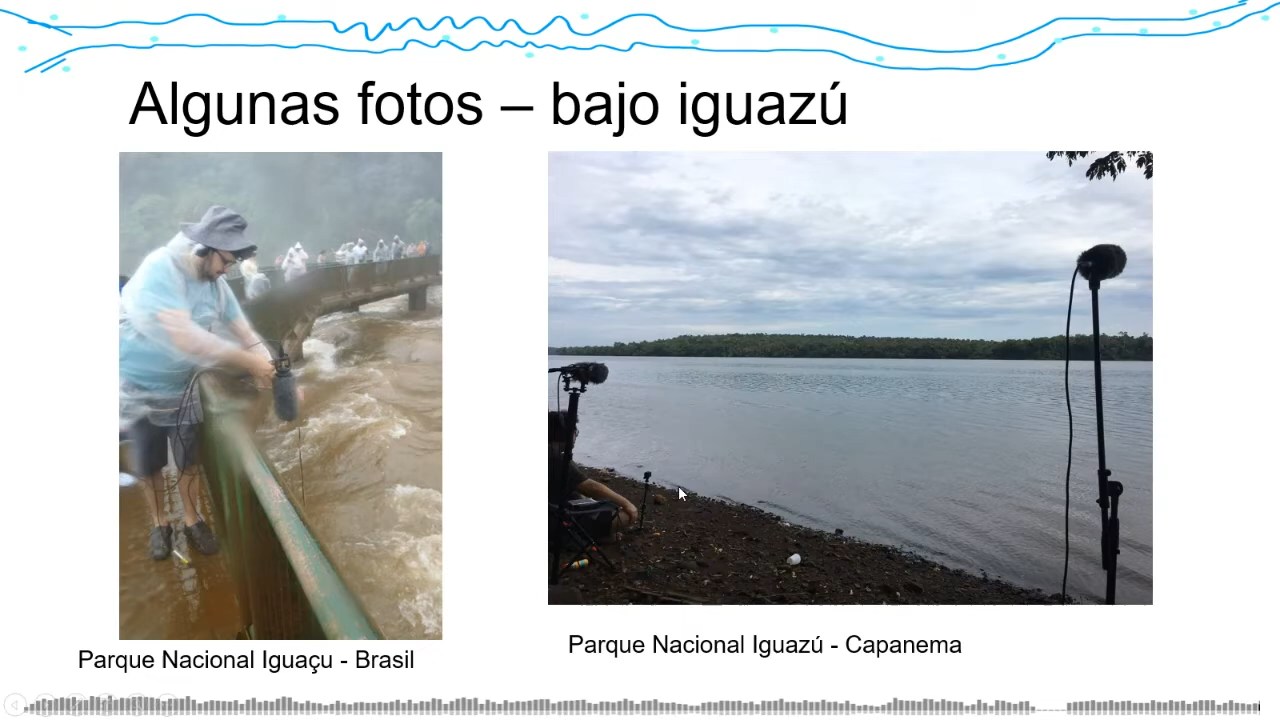 Algunas fotos – bajo iguazú
Parque Nacional Iguaçu - Brasil
Parque Nacional Iguazú - Capanema